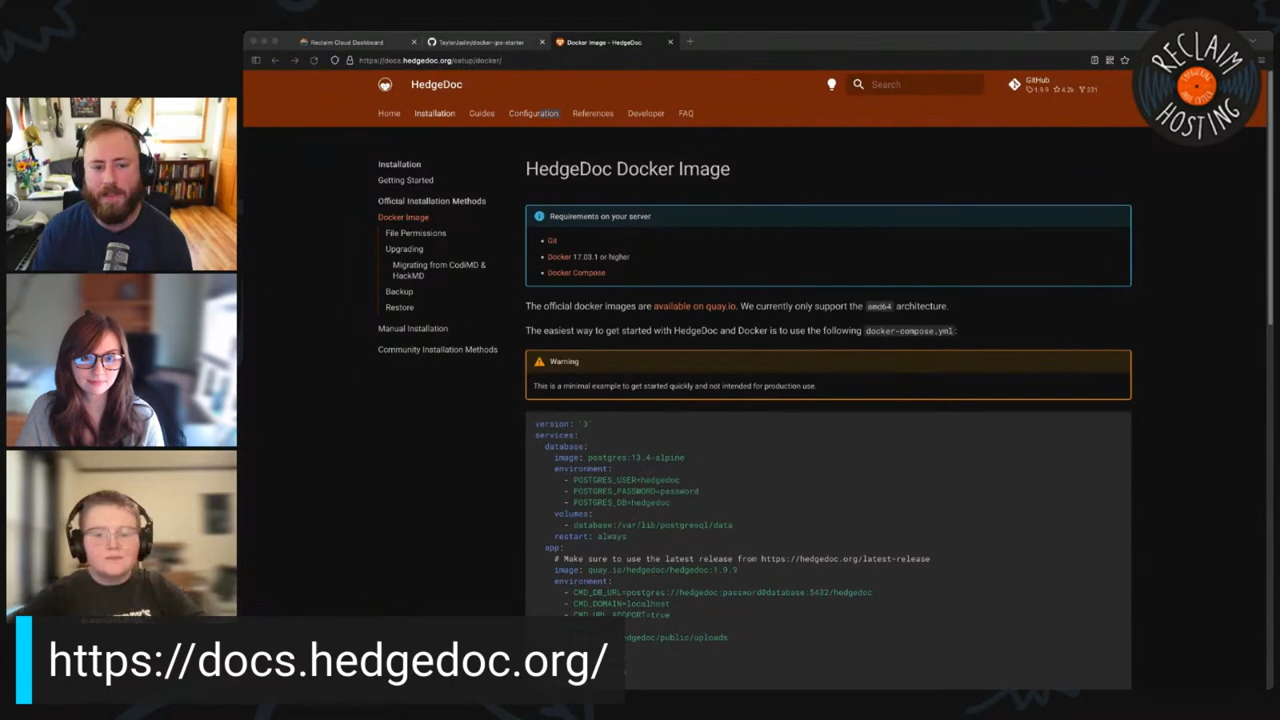 Reclaim Cloud Dashboard
TaylorJadin/docker-jpo-starter
Docker Image - HedgeDoc
https://docs.hedgedoc.org/setup/docker/
HedgeDoc
Search
GitHub
1.9.9 4.2k 331
RECLAIM
HOSTING
Home Installation Guides Configuration References Developer FAQ
Installation
Getting Started
Official Installation Methods
Docker Image
File Permissions
Upgrading
Migrating from CodiMD &
HackMD
Backup
Restore
Manual Installation
Community Installation Methods
HedgeDoc Docker Image
Requirements on your server
Git
Docker 17.03.1 or higher
Docker Compose
The official docker images are available on quay.io. We currently only support the amd64 architecture.
The easiest way to get started with HedgeDoc and Docker is to use the following docker-compose.yml:
Warning
This is a minimal example to get started quickly and not intended for production use.
version: '3'
services:
database:
image: postgres:13.4-alpine
environment:
- POSTGRES_USER=hedgedoc
- POSTGRES_PASSWORD=password
- POSTGRES_DB=hedgedoc
volumes:
- database:/var/lib/postgresql/data
restart: always
app:
# Make sure to use the latest release from https://hedgedoc.org/latest-release
image: quay.io/hedgedoc/hedgedoc:1.9.9
environment:
- CMD_DB_URL=postgres://hedgedoc:password@database:5432/hedgedoc
- CMD_DOMAIN=localhost
- CMD_URL_ADDPORT=true
edgedoc/public/uploads
https://docs.hedgedoc.org/